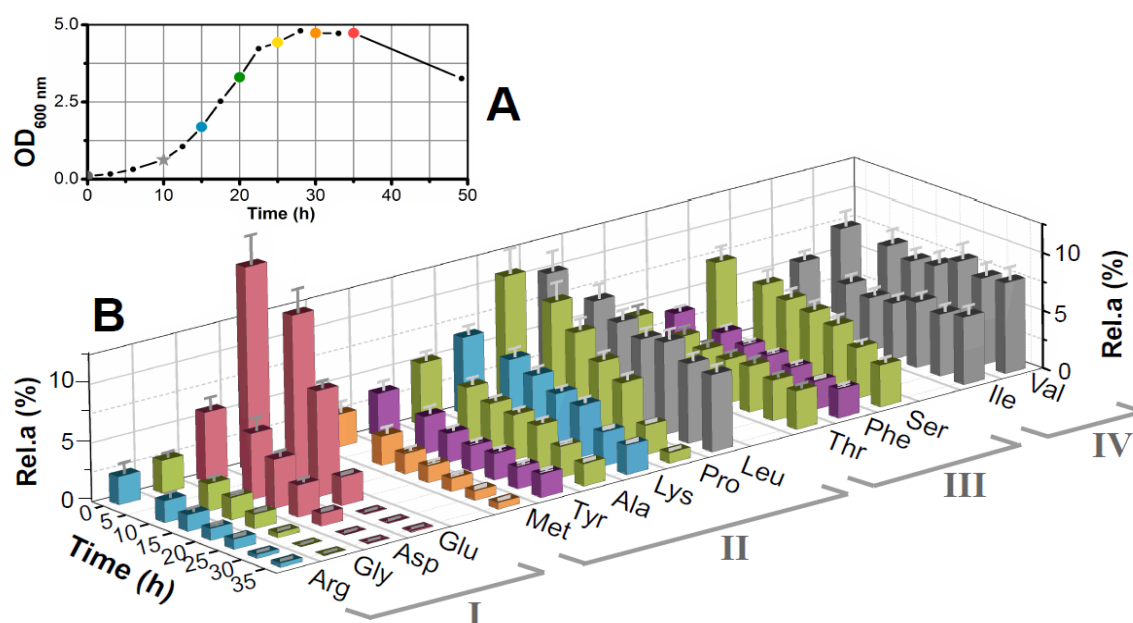 5.0
2.5
0.0
OD600 nm
0
10
20
30
40
50
Time (h)
A
B
10
5
0
Rel.a (%)
10
5
0
Rel.a (%)
0
5
10
15
20
25
30
35
Time (h)
Arg
Gly
Asp
Glu
Met
Tyr
Ala
Lys
Pro
Leu
Thr
Phe
Ser
Ile
Val
I
II
III
IV